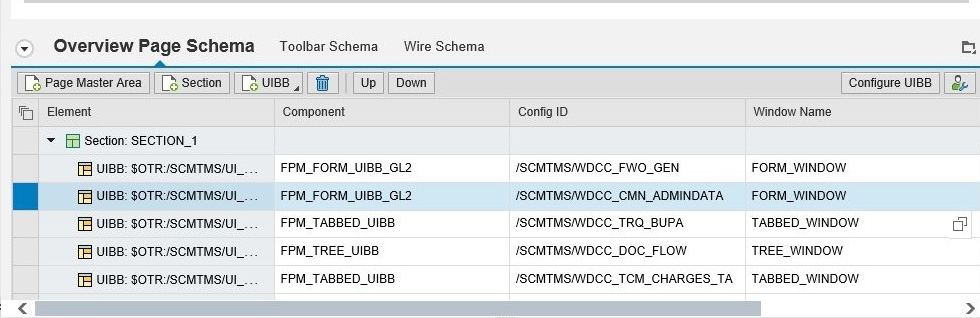 Overview Page Schema Toolbar Schema Wire Schema
Page Master Area Section UIBB Up Down Configure UIBB
Element Component Config ID Window Name
Section: SECTION_1
UIBB: $OTR:/SCMTMS/UI_... FPM_FORM_UIBB_GL2 /SCMTMS/WDCC_FWO_GEN FORM_WINDOW
UIBB: $OTR:/SCMTMS/UI_... FPM_FORM_UIBB_GL2 /SCMTMS/WDCC_CMN_ADMINDATA FORM_WINDOW
UIBB: $OTR:/SCMTMS/UI_... FPM_TABBED_UIBB /SCMTMS/WDCC_TRQ_BUPA TABBED_WINDOW
UIBB: $OTR:/SCMTMS/UI_... FPM_TREE_UIBB /SCMTMS/WDCC_DOC_FLOW TREE_WINDOW
UIBB: $OTR:/SCMTMS/UI_... FPM_TABBED_UIBB /SCMTMS/WDCC_TCM_CHARGES_TA TABBED_WINDOW